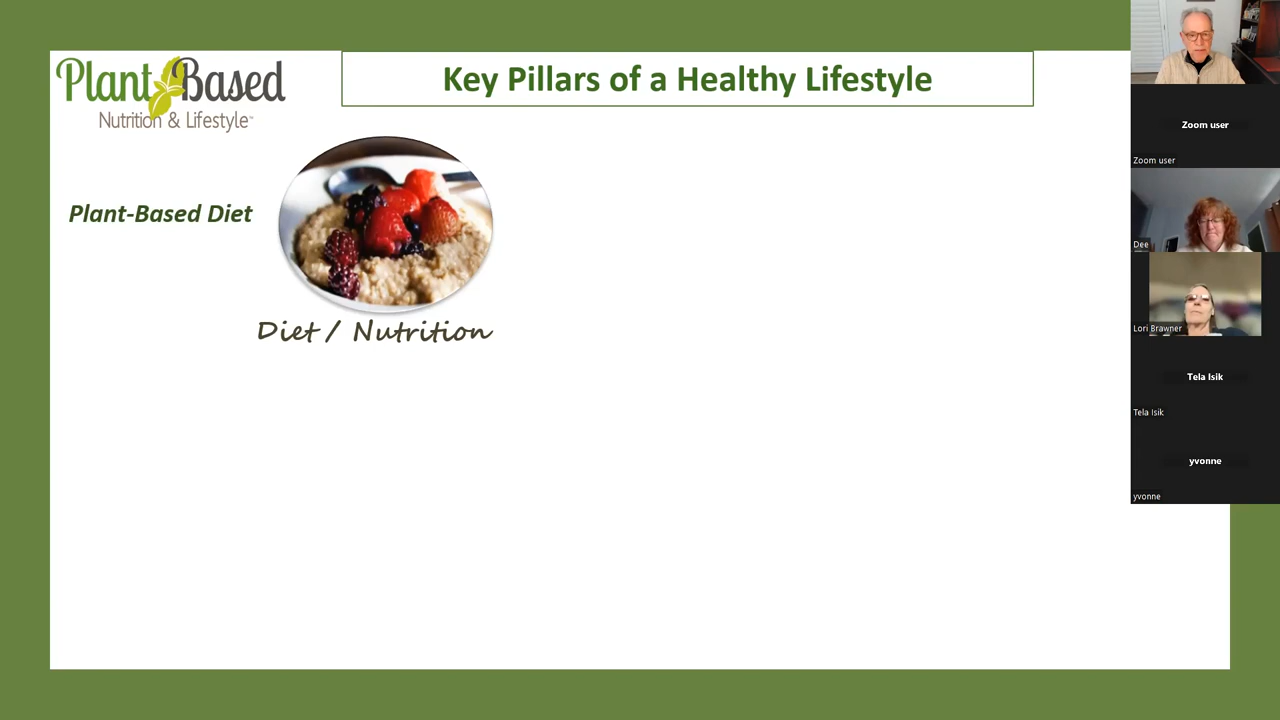 Plant Based
Nutrition & Lifestyle™
Key Pillars of a Healthy Lifestyle
Plant-Based Diet
Diet / Nutrition
Zoom user
Zoom user
Dee
Lori Brawner
Tela Isik
Tela Isik
yvonne
yvonne